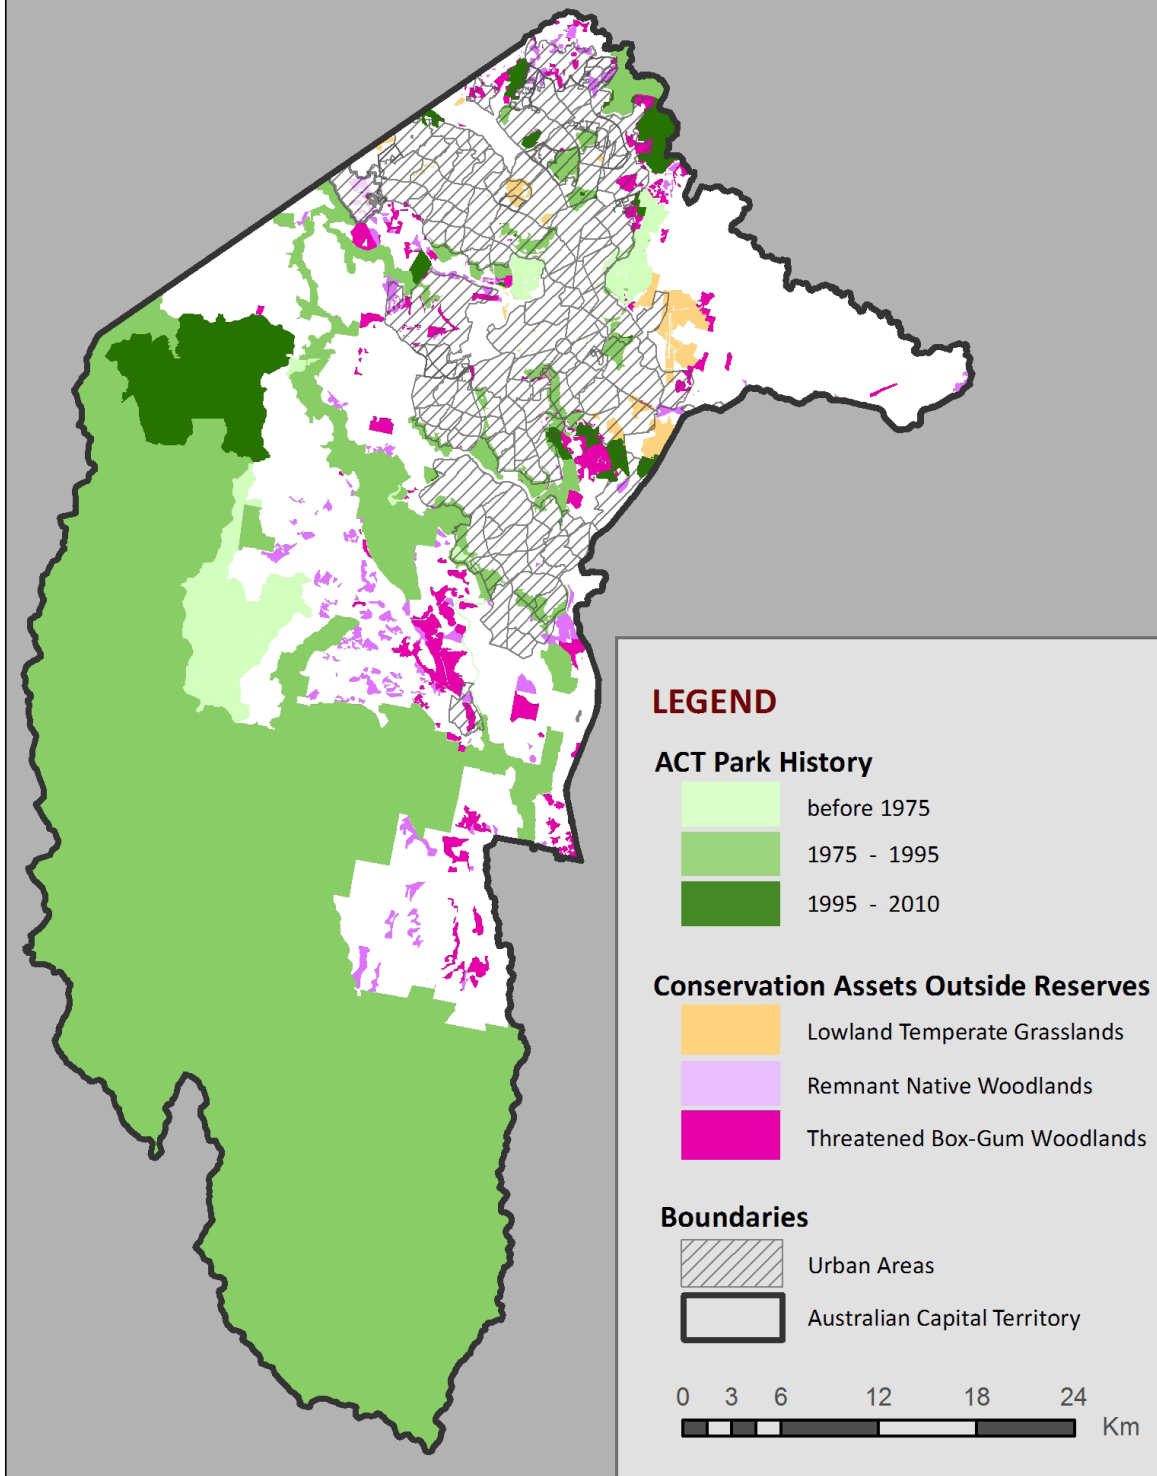 LEGEND
ACT Park History
before 1975
1975 - 1995
1995 - 2010
Conservation Assets Outside Reserves
Lowland Temperate Grasslands
Remnant Native Woodlands
Threatened Box-Gum Woodlands
Boundaries
Urban Areas
Australian Capital Territory
0 3 6 12 18 24
Km